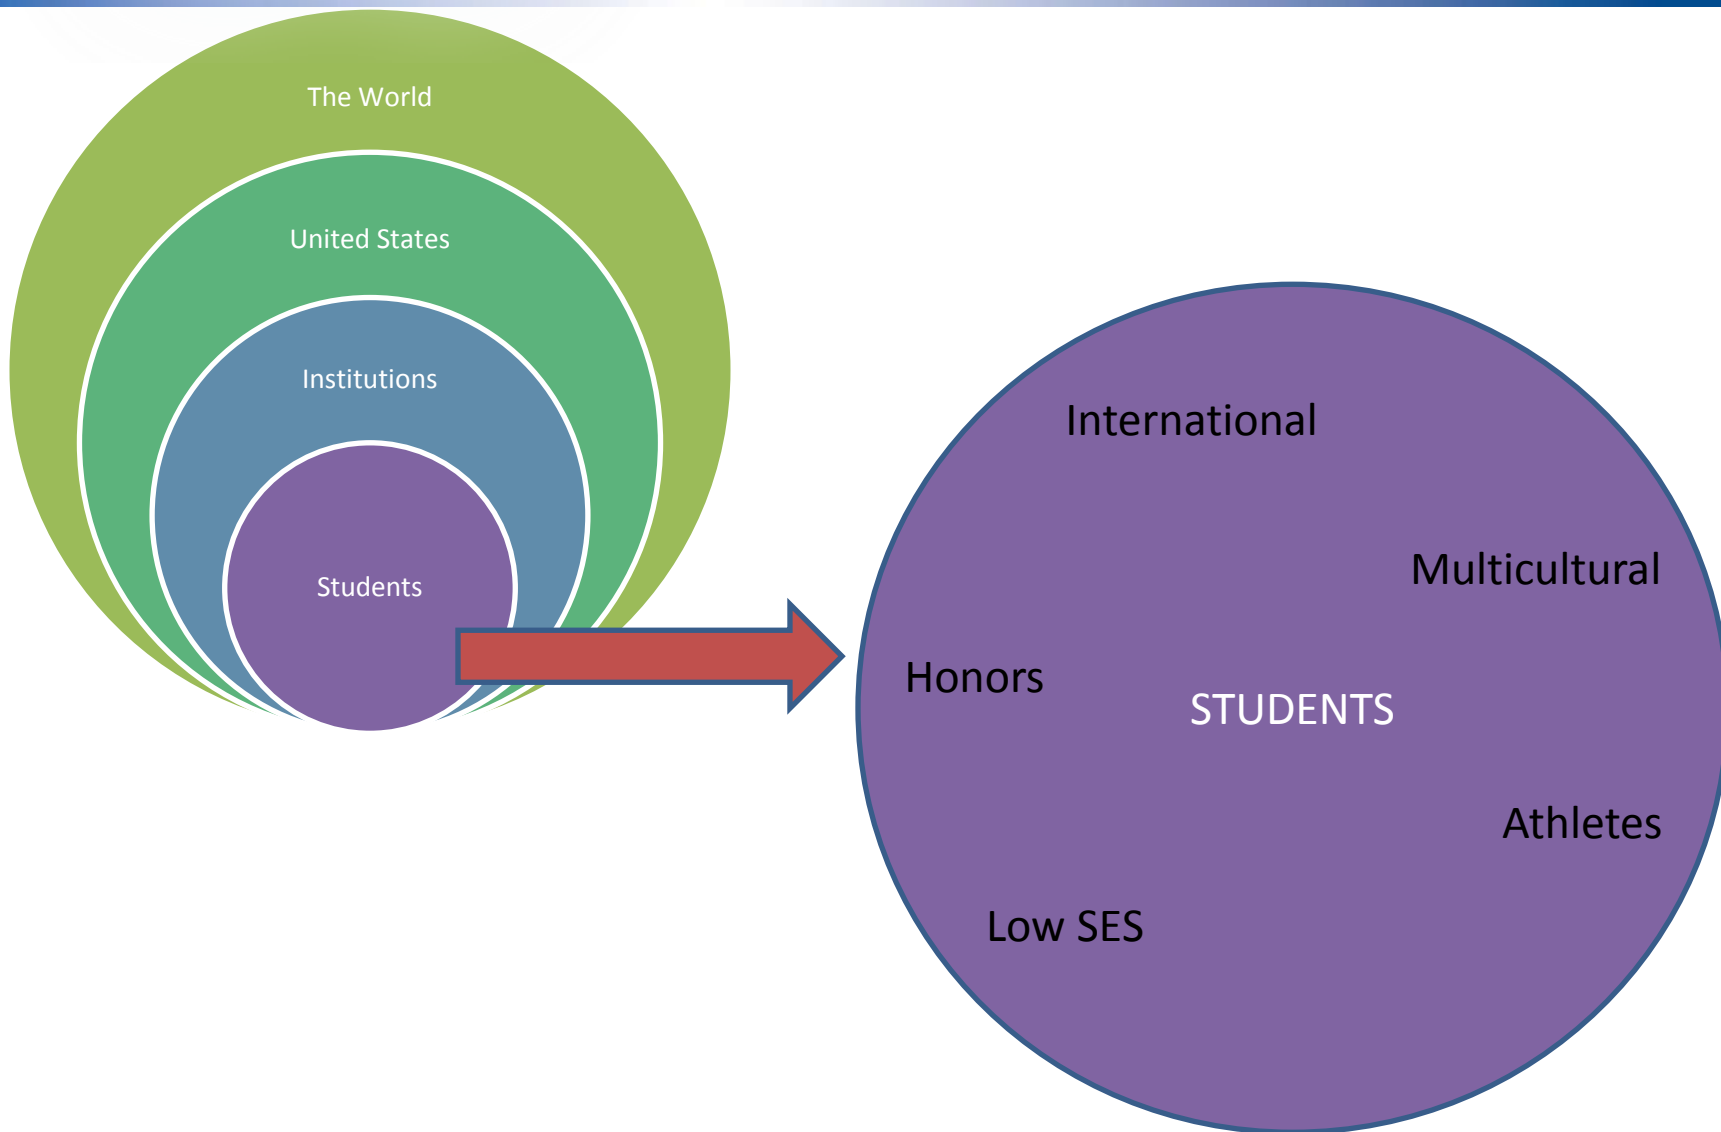 The World
United States
Institutions
Students
International
Multicultural
Honors
STUDENTS
Athletes
Low SES